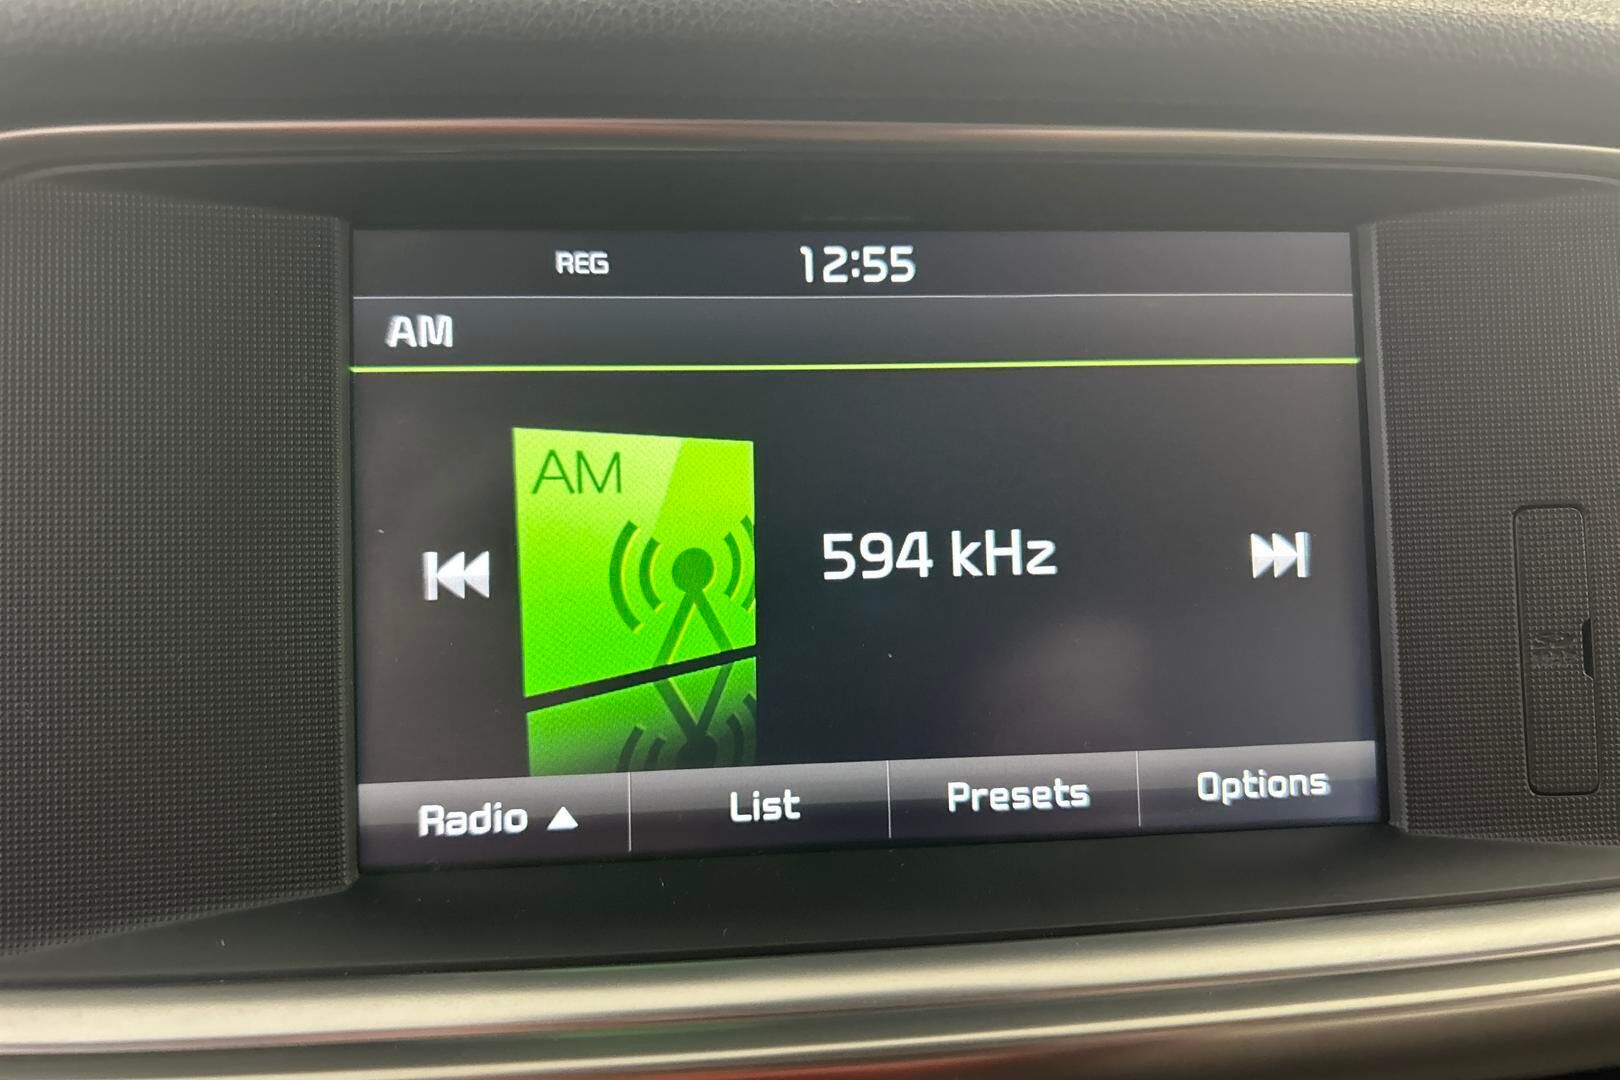 REG 12:55
AM
AM
594 kHz
Radio ▲ List Presets Options